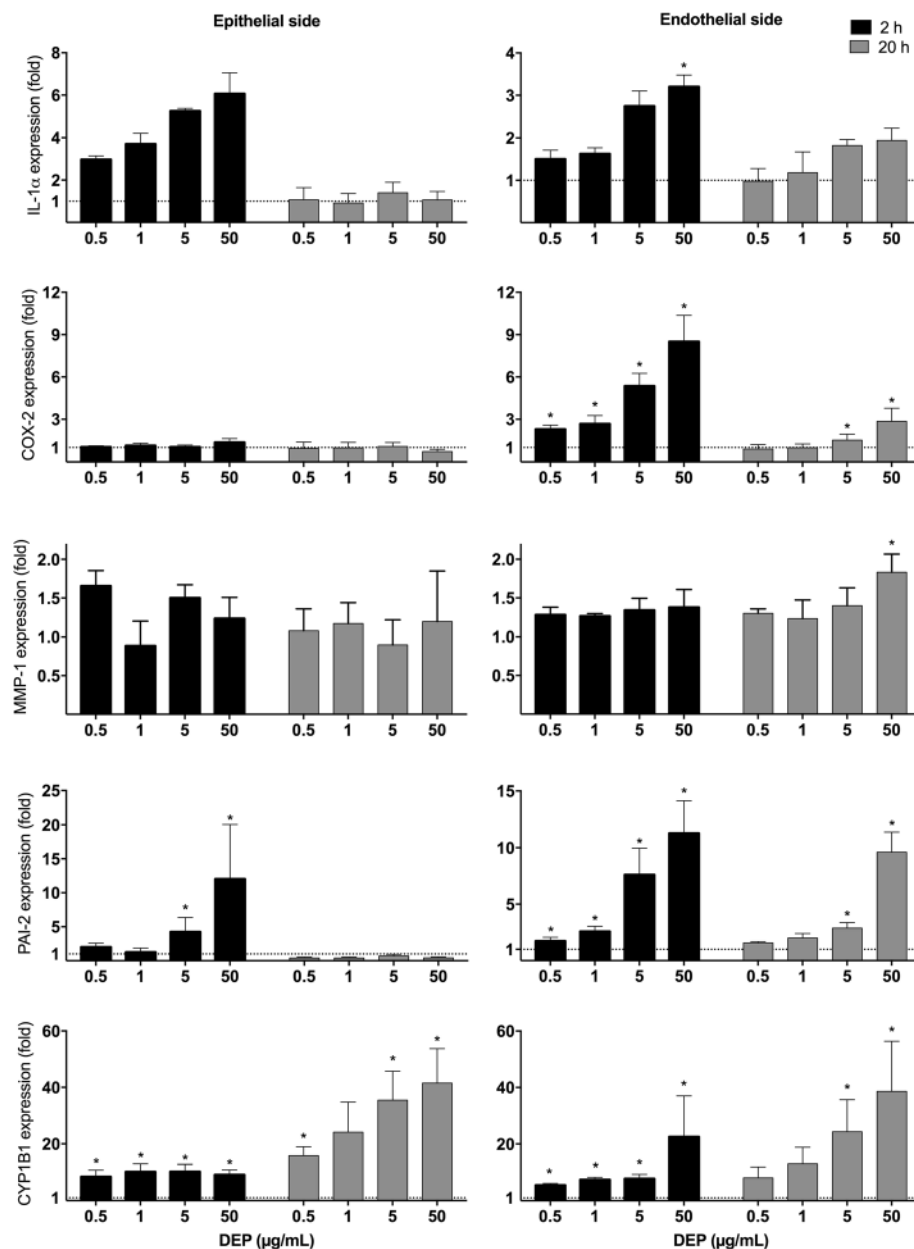 Epithelial side
Endothelial side
2 h
20 h
IL-1α expression (fold)
8
6
4
2
1
0.5 1 5 50 0.5 1 5 50
4
3
2
1
*
0.5 1 5 50 0.5 1 5 50
COX-2 expression (fold)
12
9
6
3
1
0.5 1 5 50 0.5 1 5 50
12
9
6
3
1
* * * * * *
0.5 1 5 50 0.5 1 5 50
MMP-1 expression (fold)
2.0
1.5
1.0
0.5
0.5 1 5 50 0.5 1 5 50
2.0
1.5
1.0
0.5
*
0.5 1 5 50 0.5 1 5 50
PAI-2 expression (fold)
25
20
15
10
5
1
* *
0.5 1 5 50 0.5 1 5 50
15
10
5
1
* * * * * *
0.5 1 5 50 0.5 1 5 50
CYP1B1 expression (fold)
60
40
20
1
* * * * * * *
0.5 1 5 50 0.5 1 5 50
DEP (µg/mL)
60
40
20
1
* * * * * *
0.5 1 5 50 0.5 1 5 50
DEP (µg/mL)